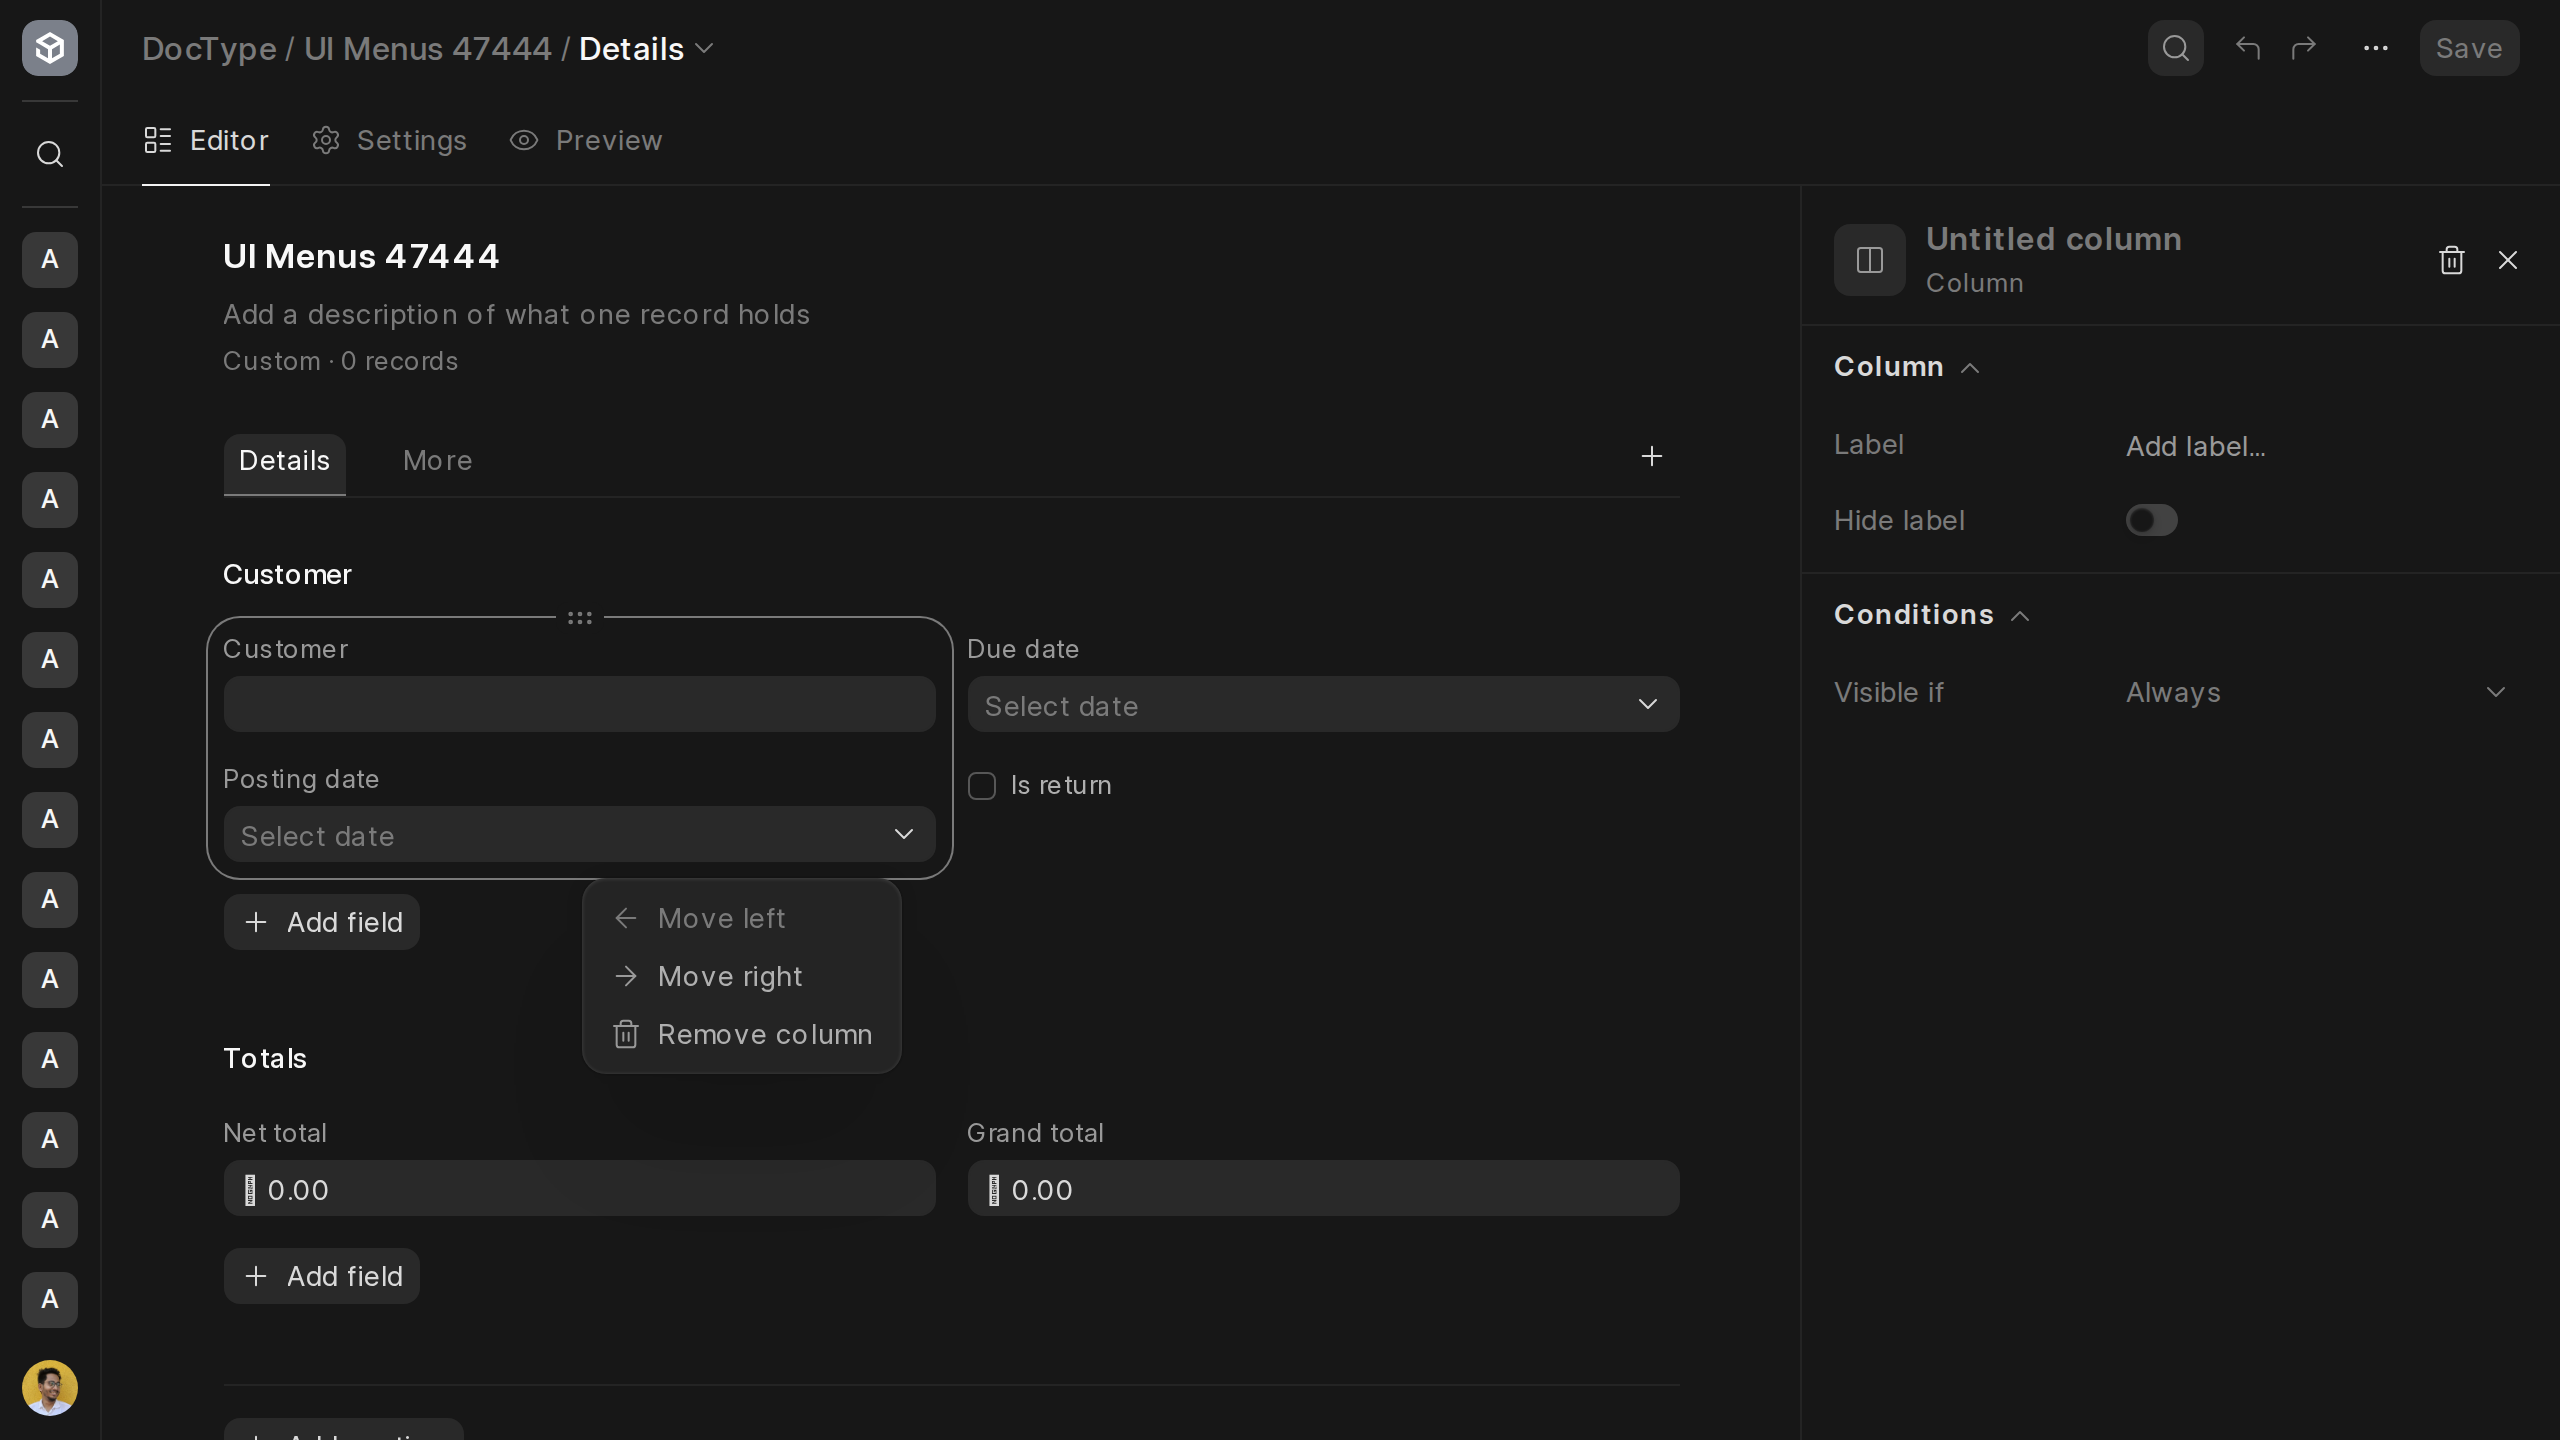 DocType / UI Menus 47444 / Details
Save
Editor
Settings
Preview
A
A
A
A
A
A
A
A
A
A
A
A
A
A
UI Menus 47444
Add a description of what one record holds
Custom · 0 records
Details
More
Customer
Customer
Due date
Select date
Posting date
Is return
Select date
Add field
Move left
Move right
Remove column
Totals
Net total
Grand total
0.00
0.00
Add field
Untitled column
Column
Column
Label
Add label...
Hide label
Conditions
Visible if
Always